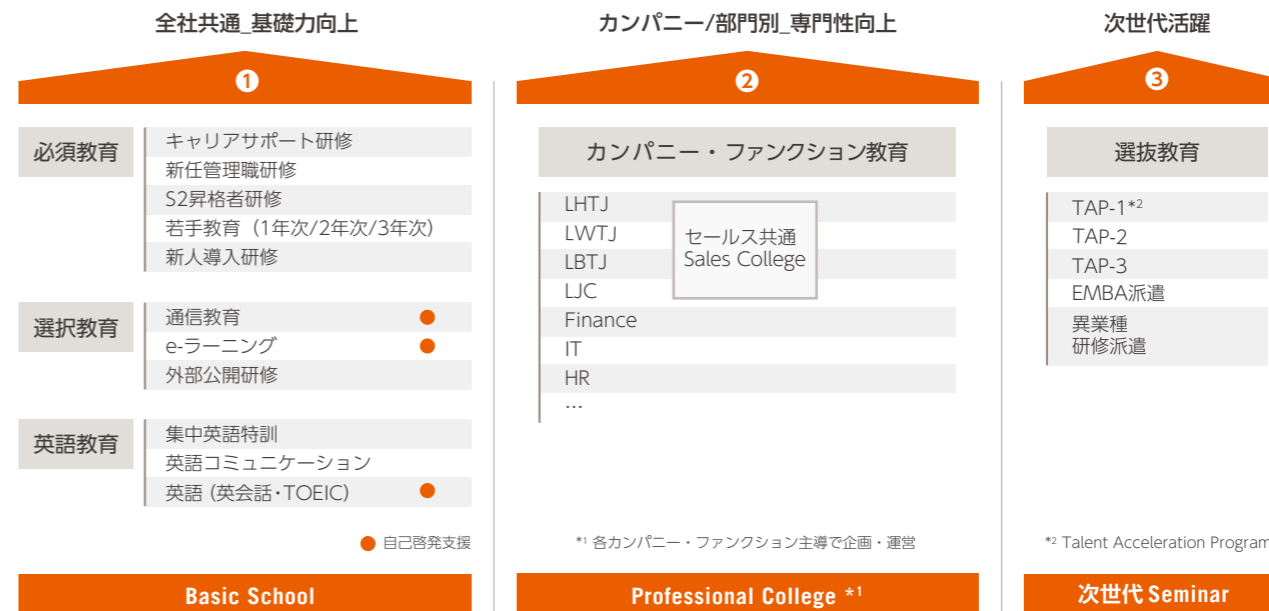 全社共通_基礎力向上
❶
必須教育
キャリアサポート研修
新任管理職研修
S2昇格者研修
若手教育（1年次/2年次/3年次）
新人導入研修
選択教育
通信教育
e-ラーニング
外部公開研修
英語教育
集中英語特訓
英語コミュニケーション
英語（英会話・TOEIC）
自己啓発支援
Basic School
カンパニー/部門別_専門性向上
❷
カンパニー・ファンクション教育
LHTJ
LWTJ
LBTJ
LJC
Finance
IT
HR
…
セールス共通
Sales College
*1 各カンパニー・ファンクション主導で企画・運営
Professional College *1
次世代活躍
❸
選抜教育
TAP-1*2
TAP-2
TAP-3
EMBA派遣
異業種
研修派遣
*2 Talent Acceleration Program
次世代 Seminar